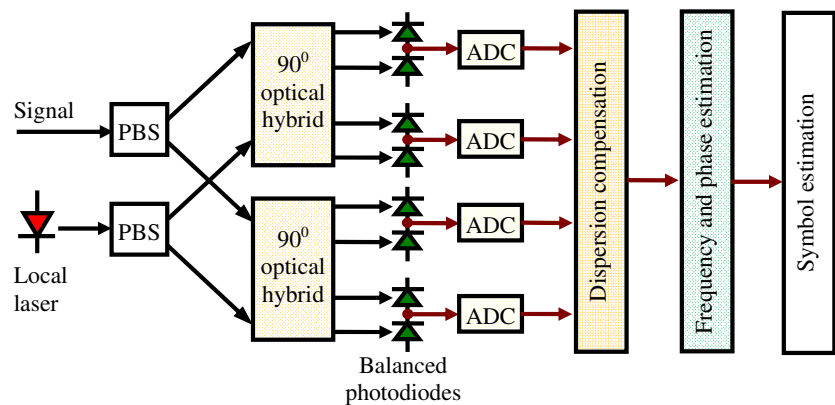 Signal
PBS
Local
laser
PBS
90⁰
optical
hybrid
90⁰
optical
hybrid
Balanced
photodiodes
ADC
ADC
ADC
ADC
Dispersion compensation
Frequency and phase estimation
Symbol estimation